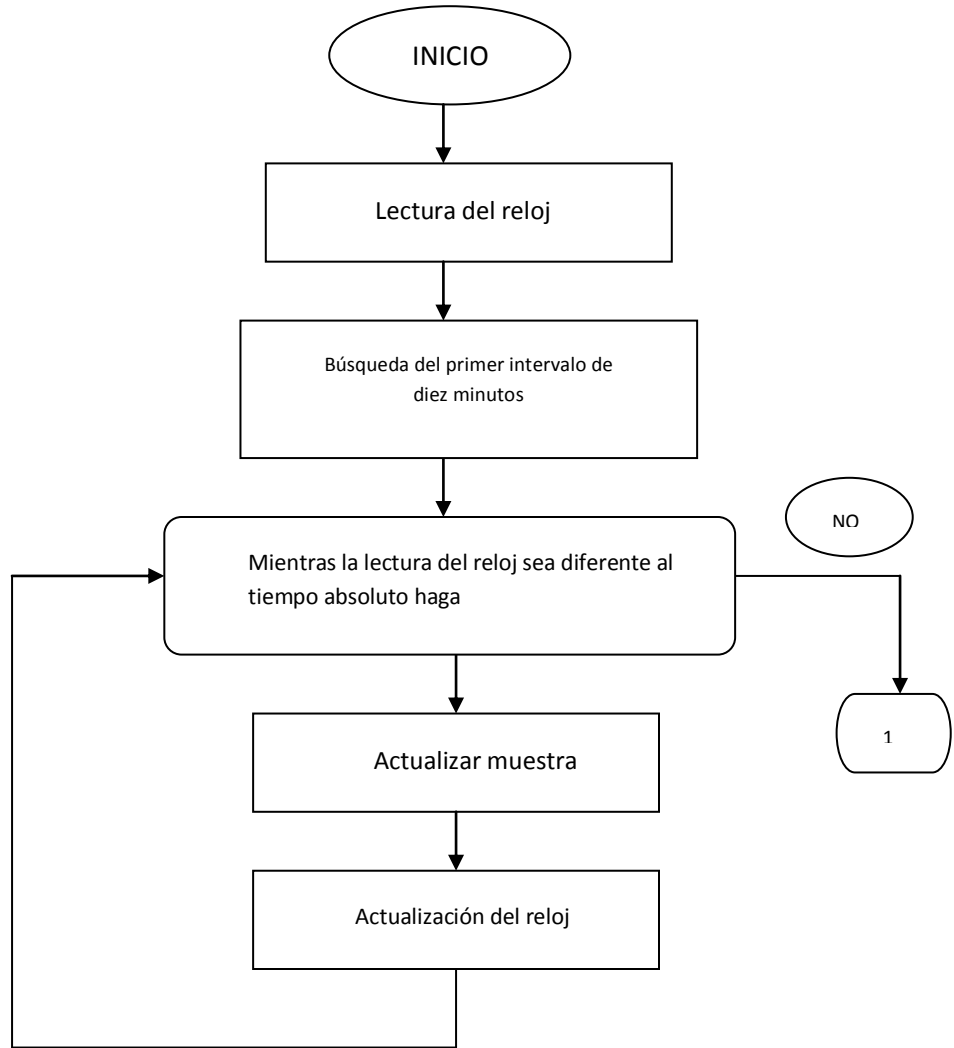 INICIO
Lectura del reloj
Búsqueda del primer intervalo de
diez minutos
NO
Mientras la lectura del reloj sea diferente al
tiempo absoluto haga
1
Actualizar muestra
Actualización del reloj